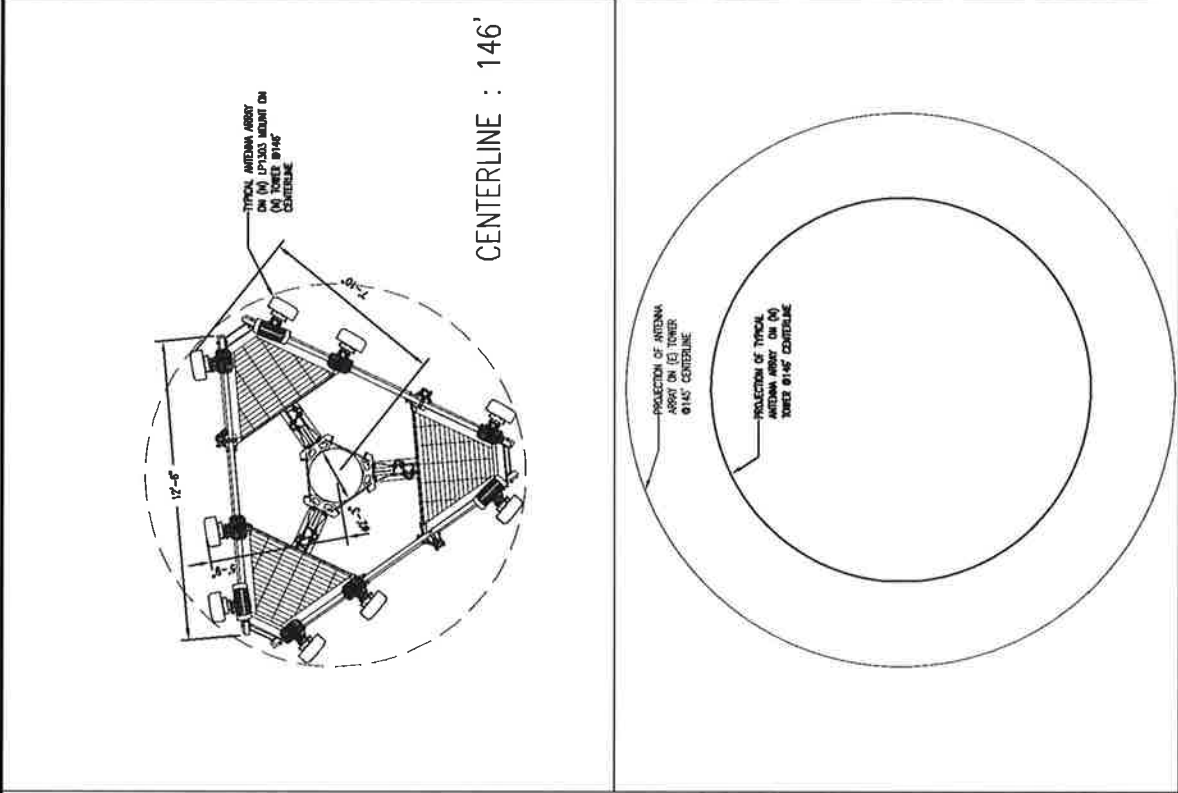 TYPICAL ANTENNA ARRAY
ON (N) LP1303 MOUNT ON
(N) TOWER @146'
CENTERLINE
CENTERLINE : 146'
7'-10"
12'-6"
5'-9"
PROJECTION OF ANTENNA
ARRAY ON (E) TOWER
@145' CENTERLINE
PROJECTION OF TYPICAL
ANTENNA ARRAY ON (N)
TOWER @146' CENTERLINE